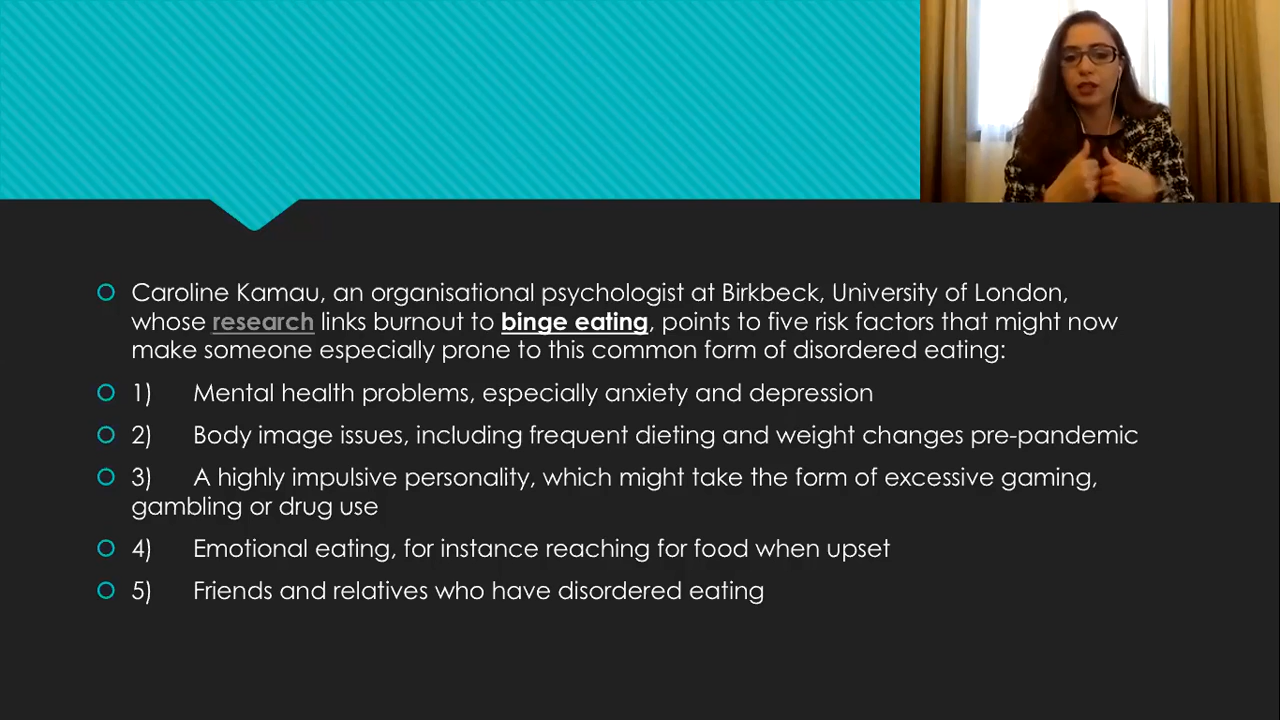 Caroline Kamau, an organisational psychologist at Birkbeck, University of London,
whose research links burnout to binge eating, points to five risk factors that might now
make someone especially prone to this common form of disordered eating:
1) Mental health problems, especially anxiety and depression
2) Body image issues, including frequent dieting and weight changes pre-pandemic
3) A highly impulsive personality, which might take the form of excessive gaming,
gambling or drug use
4) Emotional eating, for instance reaching for food when upset
5) Friends and relatives who have disordered eating